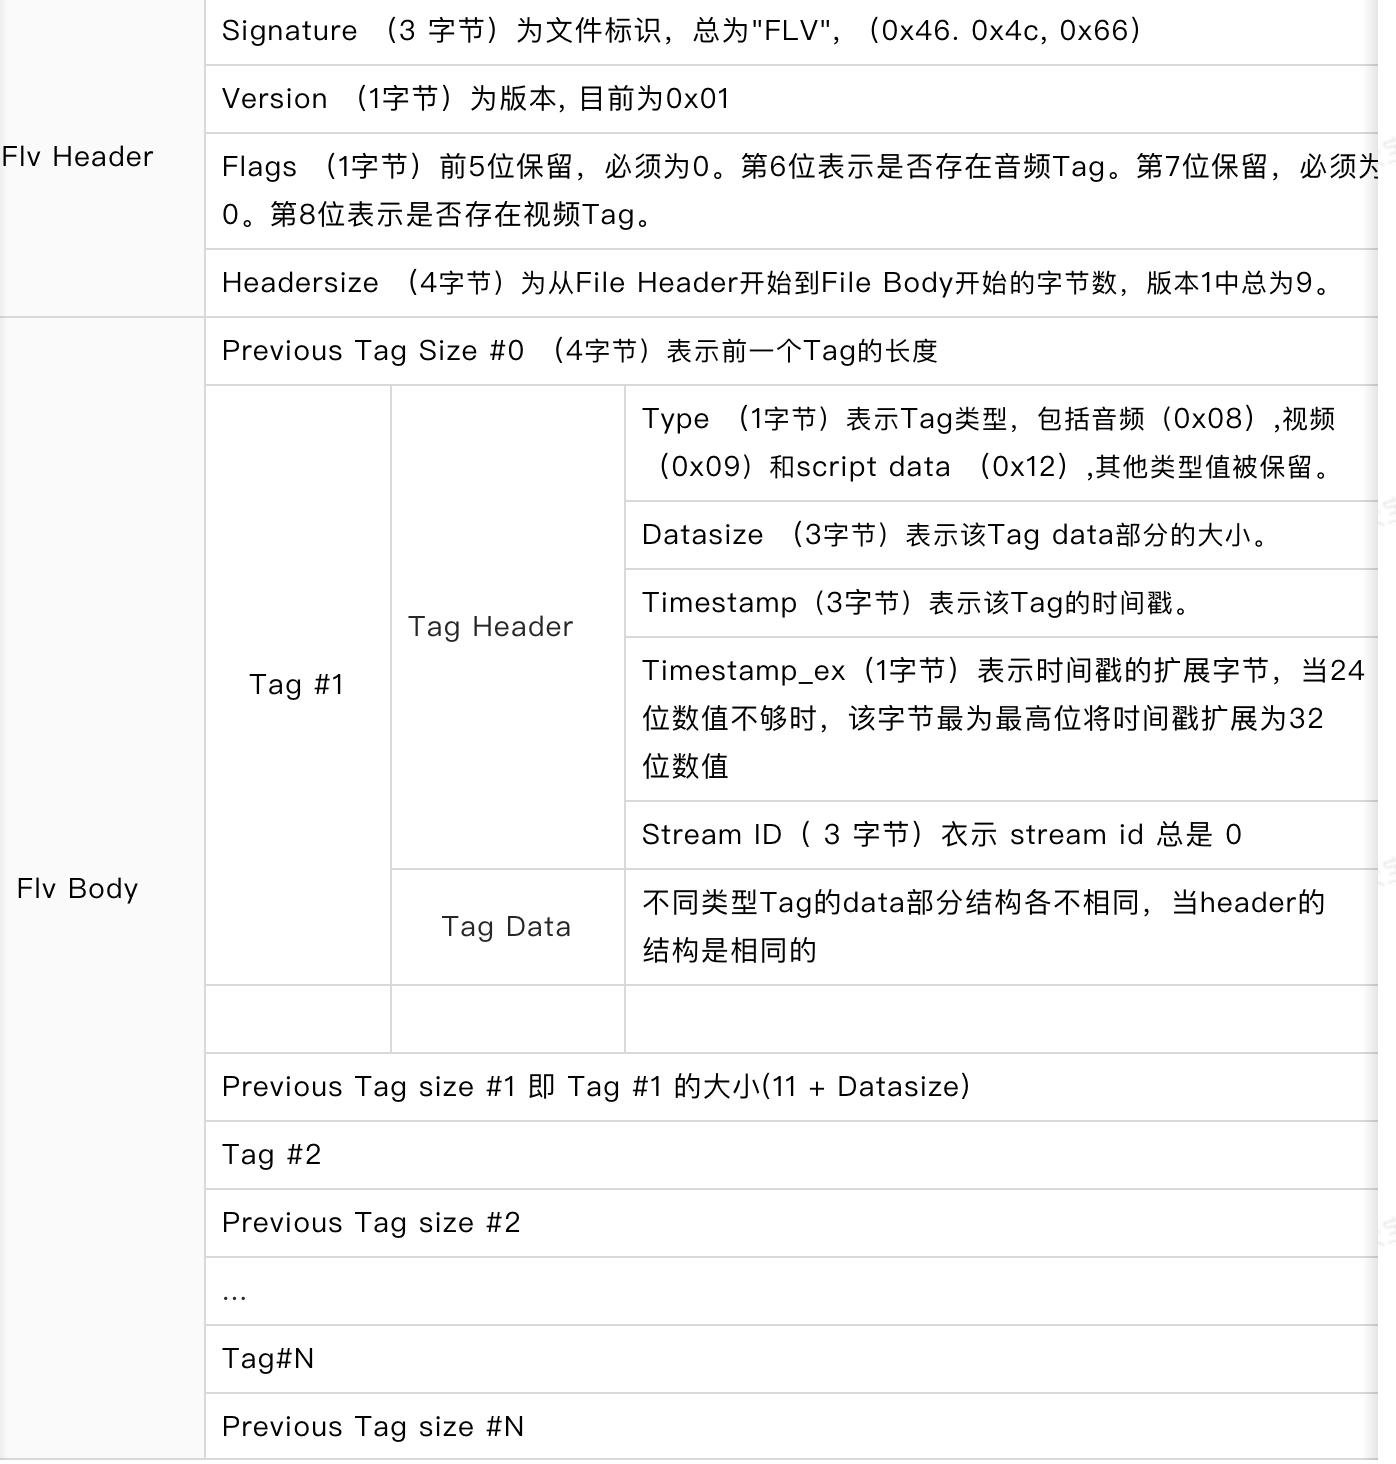 Signature （3 字节）为文件标识，总为"FLV"，（0x46. 0x4c, 0x66）
Version （1字节）为版本, 目前为0x01
Flv Header
Flags （1字节）前5位保留，必须为0。第6位表示是否存在音频Tag。第7位保留，必须为
0。第8位表示是否存在视频Tag。
Headersize （4字节）为从File Header开始到File Body开始的字节数，版本1中总为9。
Previous Tag Size #0 （4字节）表示前一个Tag的长度
Type （1字节）表示Tag类型，包括音频（0x08）,视频
（0x09）和script data （0x12）,其他类型值被保留。
Datasize （3字节）表示该Tag data部分的大小。
Timestamp（3字节）表示该Tag的时间戳。
Tag Header
Tag #1
Timestamp_ex（1字节）表示时间戳的扩展字节，当24
位数值不够时，该字节最为最高位将吋间戳扩展为32
位数值
Stream ID（ 3 字节）衣示 stream id 总是 0
Flv Body
Tag Data
不同类型Tag的data部分结构各不相同，当header的
结构是相同的
Previous Tag size #1 即 Tag #1 的大小(11 + Datasize)
Tag #2
Previous Tag size #2
...
Tag#N
Previous Tag size #N